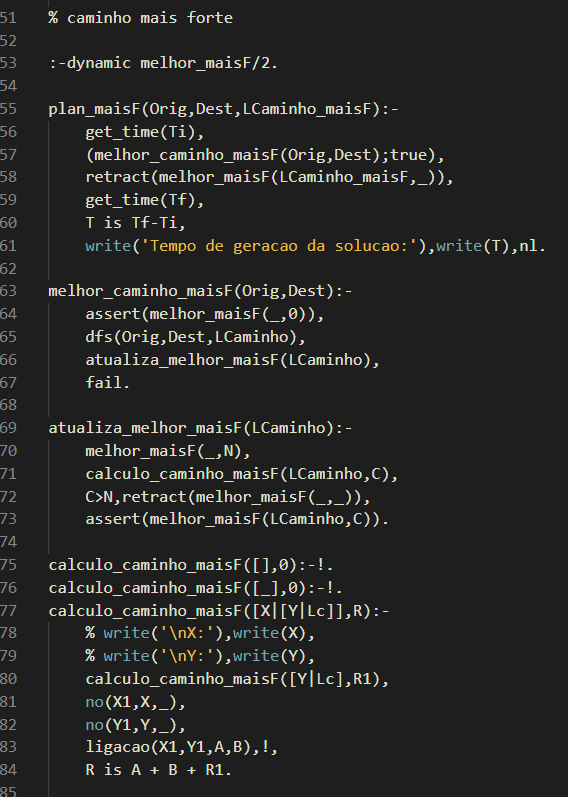 51 % caminho mais forte
52
53 :-dynamic melhor_maisF/2.
54
55 plan_maisF(Orig,Dest,LCaminho_maisF):-
56     get_time(Ti),
57     (melhor_caminho_maisF(Orig,Dest);true),
58     retract(melhor_maisF(LCaminho_maisF,_)),
59     get_time(Tf),
60     T is Tf-Ti,
61     write('Tempo de geracao da solucao:'),write(T),nl.
62
63 melhor_caminho_maisF(Orig,Dest):-
64     assert(melhor_maisF(_,0)),
65     dfs(Orig,Dest,LCaminho),
66     atualiza_melhor_maisF(LCaminho),
67     fail.
68
69 atualiza_melhor_maisF(LCaminho):-
70     melhor_maisF(_,N),
71     calculo_caminho_maisF(LCaminho,C),
72     C>N,retract(melhor_maisF(_,_)),
73     assert(melhor_maisF(LCaminho,C)).
74
75 calculo_caminho_maisF([],0):-!.
76 calculo_caminho_maisF([_],0):-!.
77 calculo_caminho_maisF([X|[Y|Lc]],R):-
78     % write('\nX:'),write(X),
79     % write('\nY:'),write(Y),
80     calculo_caminho_maisF([Y|Lc],R1),
81     no(X1,X,_),
82     no(Y1,Y,_),
83     ligacao(X1,Y1,A,B),!,
84     R is A + B + R1.
85